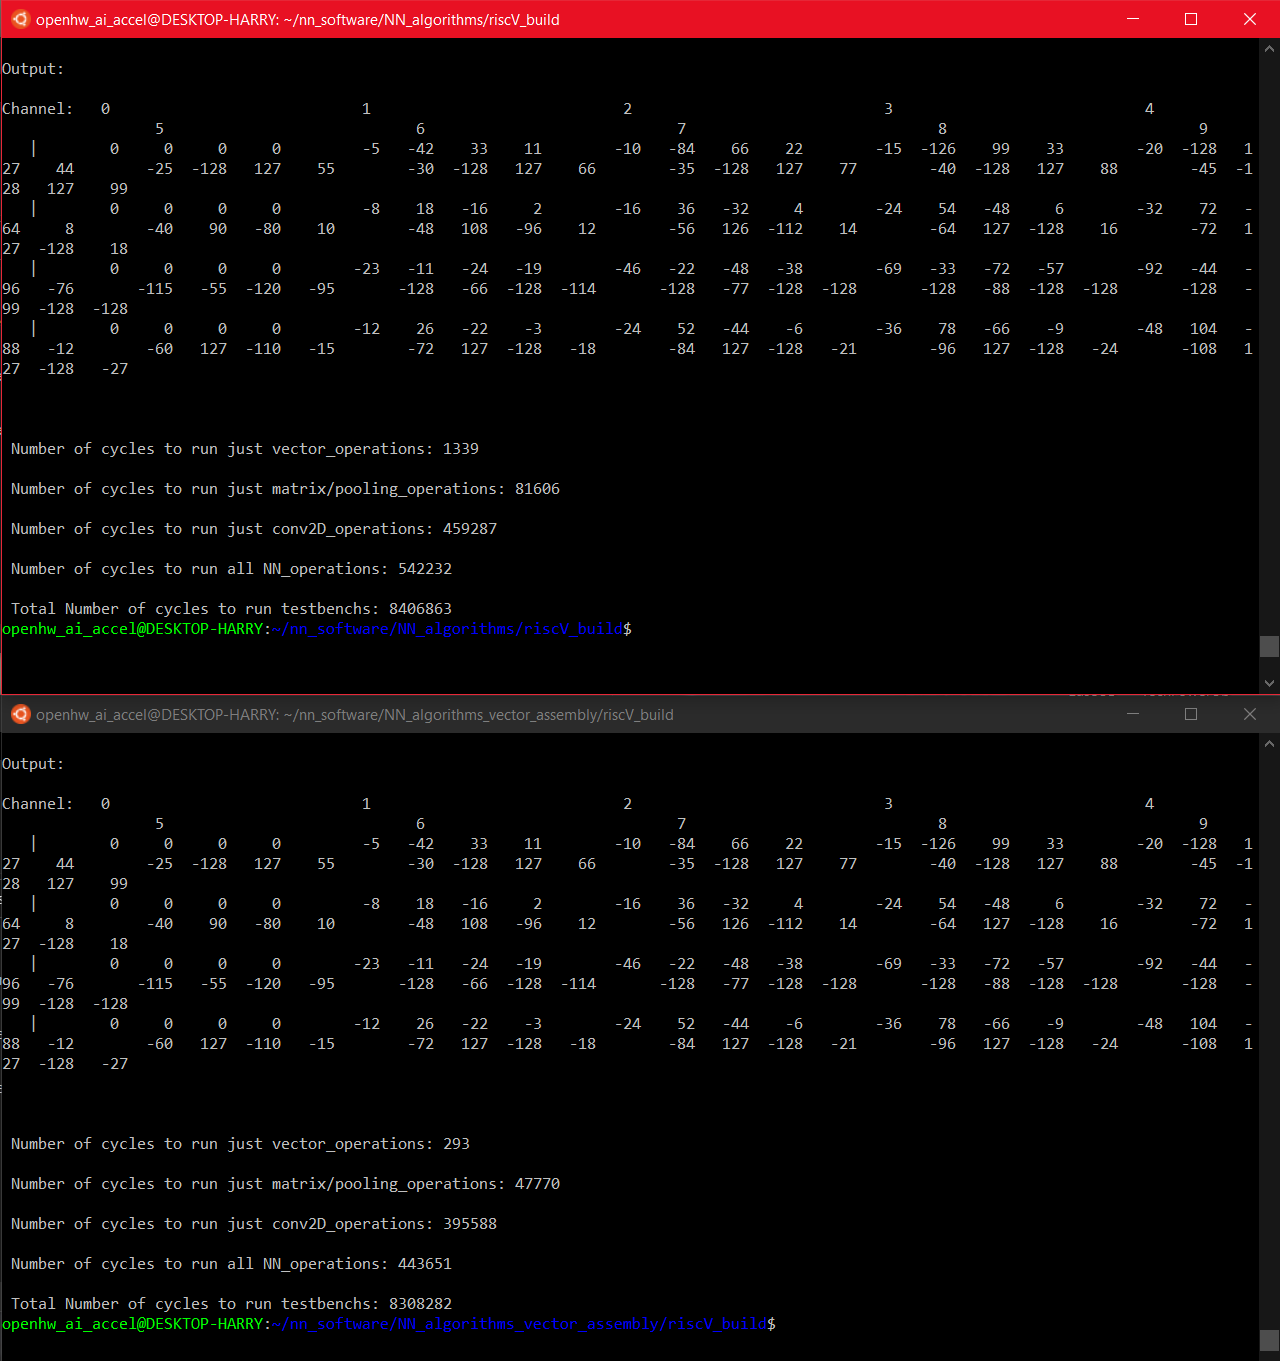 openhw_ai_accel@DESKTOP-HARRY: ~/nn_software/NN_algorithms/riscV_build
Output:
Channel:   0                            1                            2                            3                            4
                 5                            6                            7                            8                            9
   |        0     0     0     0         -5   -42    33    11        -10   -84    66    22        -15  -126    99    33        -20  -128   1
27    44        -25  -128   127    55        -30  -128   127    66        -35  -128   127    77        -40  -128   127    88        -45  -1
28   127    99
   |        0     0     0     0         -8    18   -16     2        -16    36   -32     4        -24    54   -48     6        -32    72   -
64     8        -40    90   -80    10        -48   108   -96    12        -56   126  -112    14        -64   127  -128    16        -72   1
27  -128    18
   |        0     0     0     0        -23   -11   -24   -19        -46   -22   -48   -38        -69   -33   -72   -57        -92   -44   -
96   -76       -115   -55  -120   -95       -128   -66  -128  -114       -128   -77  -128  -128       -128   -88  -128  -128       -128   -
99  -128  -128
   |        0     0     0     0        -12    26   -22    -3        -24    52   -44    -6        -36    78   -66    -9        -48   104   -
88   -12        -60   127  -110   -15        -72   127  -128   -18        -84   127  -128   -21        -96   127  -128   -24       -108   1
27  -128   -27
Number of cycles to run just vector_operations: 1339
Number of cycles to run just matrix/pooling_operations: 81606
Number of cycles to run just conv2D_operations: 459287
Number of cycles to run all NN_operations: 542232
Total Number of cycles to run testbenchs: 8406863
openhw_ai_accel@DESKTOP-HARRY:~/nn_software/NN_algorithms/riscV_build$
openhw_ai_accel@DESKTOP-HARRY: ~/nn_software/NN_algorithms_vector_assembly/riscV_build
Output:
Channel:   0                            1                            2                            3                            4
                 5                            6                            7                            8                            9
   |        0     0     0     0         -5   -42    33    11        -10   -84    66    22        -15  -126    99    33        -20  -128   1
27    44        -25  -128   127    55        -30  -128   127    66        -35  -128   127    77        -40  -128   127    88        -45  -1
28   127    99
   |        0     0     0     0         -8    18   -16     2        -16    36   -32     4        -24    54   -48     6        -32    72   -
64     8        -40    90   -80    10        -48   108   -96    12        -56   126  -112    14        -64   127  -128    16        -72   1
27  -128    18
   |        0     0     0     0        -23   -11   -24   -19        -46   -22   -48   -38        -69   -33   -72   -57        -92   -44   -
96   -76       -115   -55  -120   -95       -128   -66  -128  -114       -128   -77  -128  -128       -128   -88  -128  -128       -128   -
99  -128  -128
   |        0     0     0     0        -12    26   -22    -3        -24    52   -44    -6        -36    78   -66    -9        -48   104   -
88   -12        -60   127  -110   -15        -72   127  -128   -18        -84   127  -128   -21        -96   127  -128   -24       -108   1
27  -128   -27
Number of cycles to run just vector_operations: 293
Number of cycles to run just matrix/pooling_operations: 47770
Number of cycles to run just conv2D_operations: 395588
Number of cycles to run all NN_operations: 443651
Total Number of cycles to run testbenchs: 8308282
openhw_ai_accel@DESKTOP-HARRY:~/nn_software/NN_algorithms_vector_assembly/riscV_build$